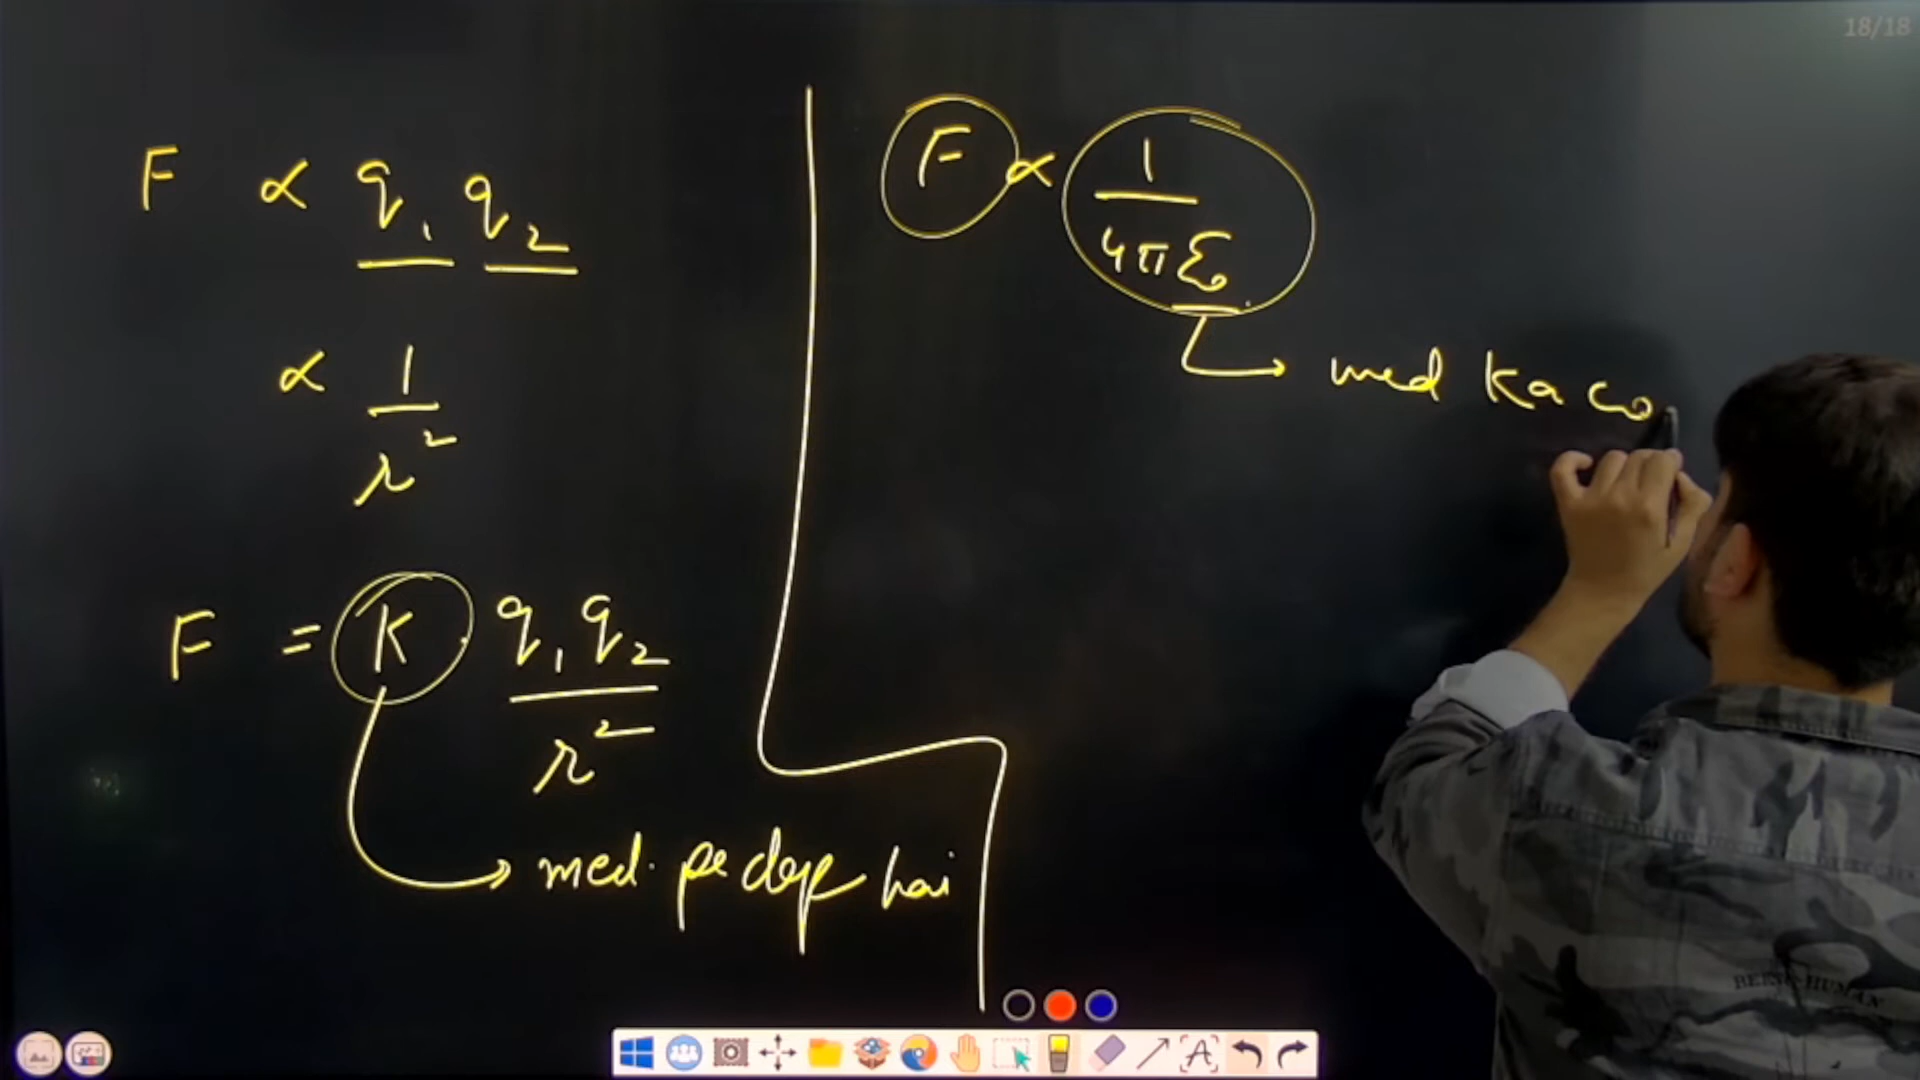 18/18
F ∝ q₁ q₂
∝ 1/r²
F = K q₁q₂/r²
med. pe dep hai
F ∝ 1/4πε₀
med ka co